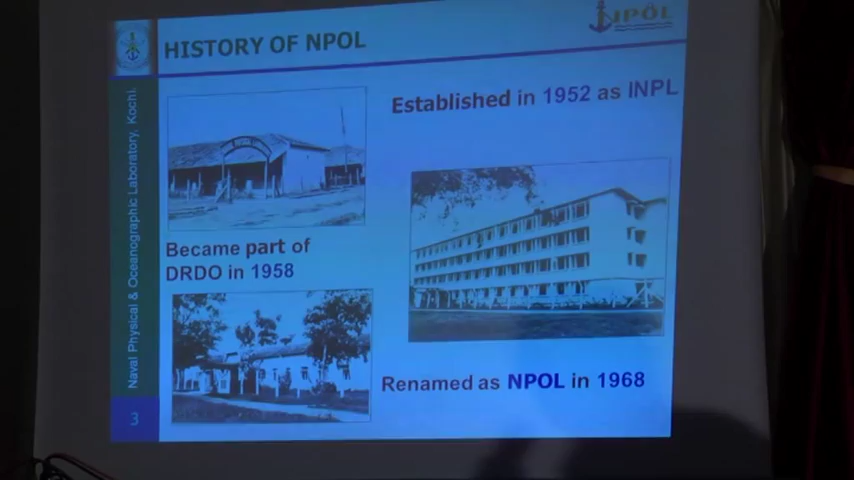 NPOL
HISTORY OF NPOL
Established in 1952 as INPL
Became part of
DRDO in 1958
Renamed as NPOL in 1968
Naval Physical & Oceanographic Laboratory, Kochi.
3